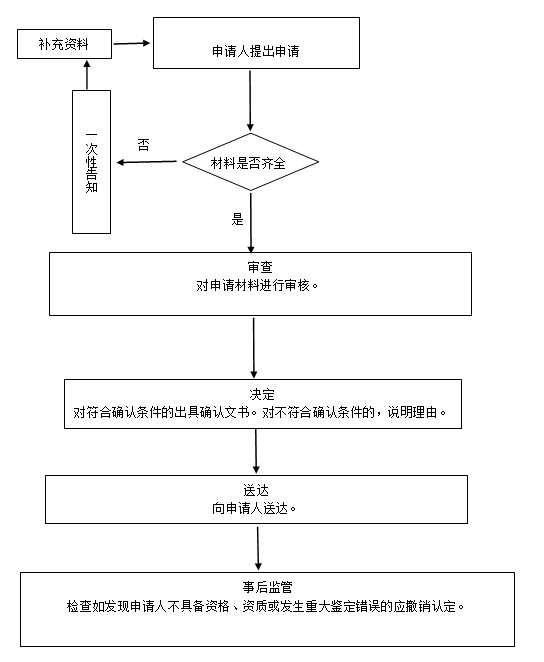 补充资料
申请人提出申请
一次性告知
否
材料是否齐全
是
审查
对申请材料进行审核。
决定
对符合确认条件的出具确认文书。对不符合确认条件的，说明理由。
送达
向申请人送达。
事后监管
检查如发现申请人不具备资格、资质或发生重大鉴定错误的应撤销认定。